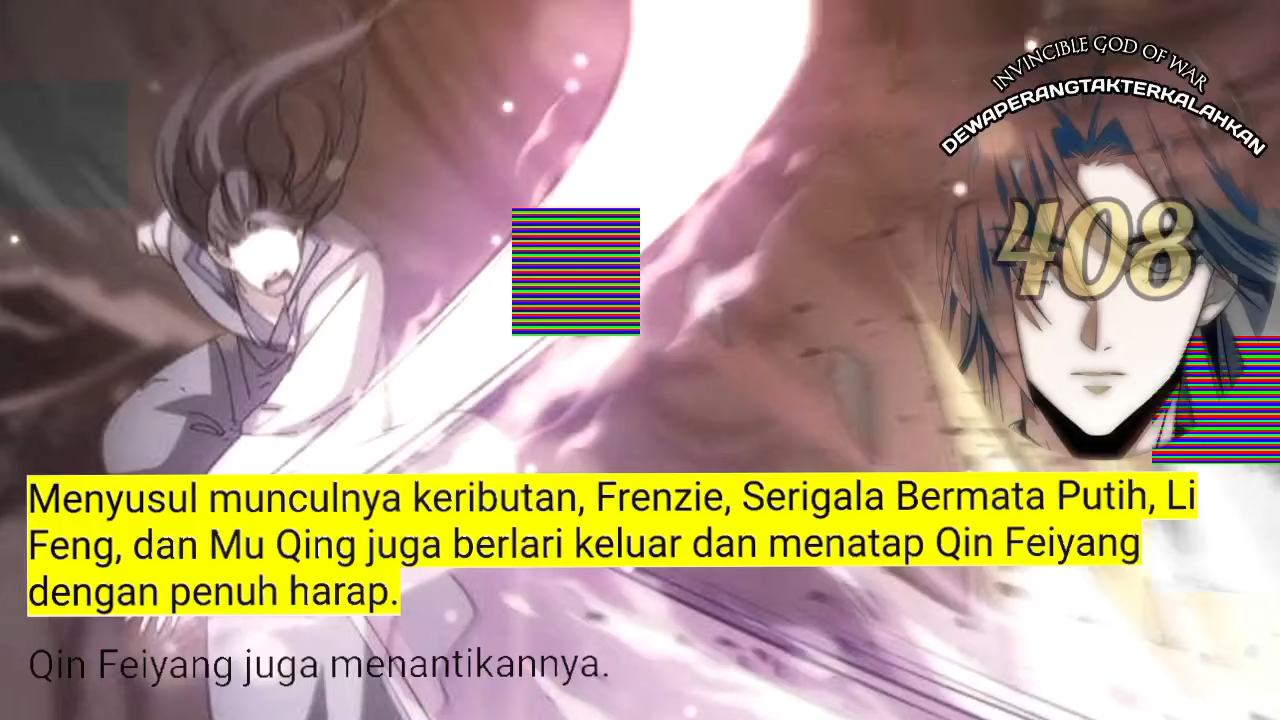 INVINCIBLE GOD OF WAR
DEWAPERANGTAKTERKALAHKAN
408
Menyusul munculnya keributan, Frenzie, Serigala Bermata Putih, Li
Feng, dan Mu Qing juga berlari keluar dan menatap Qin Feiyang
dengan penuh harap.
Qin Feiyang juga menantikannya.